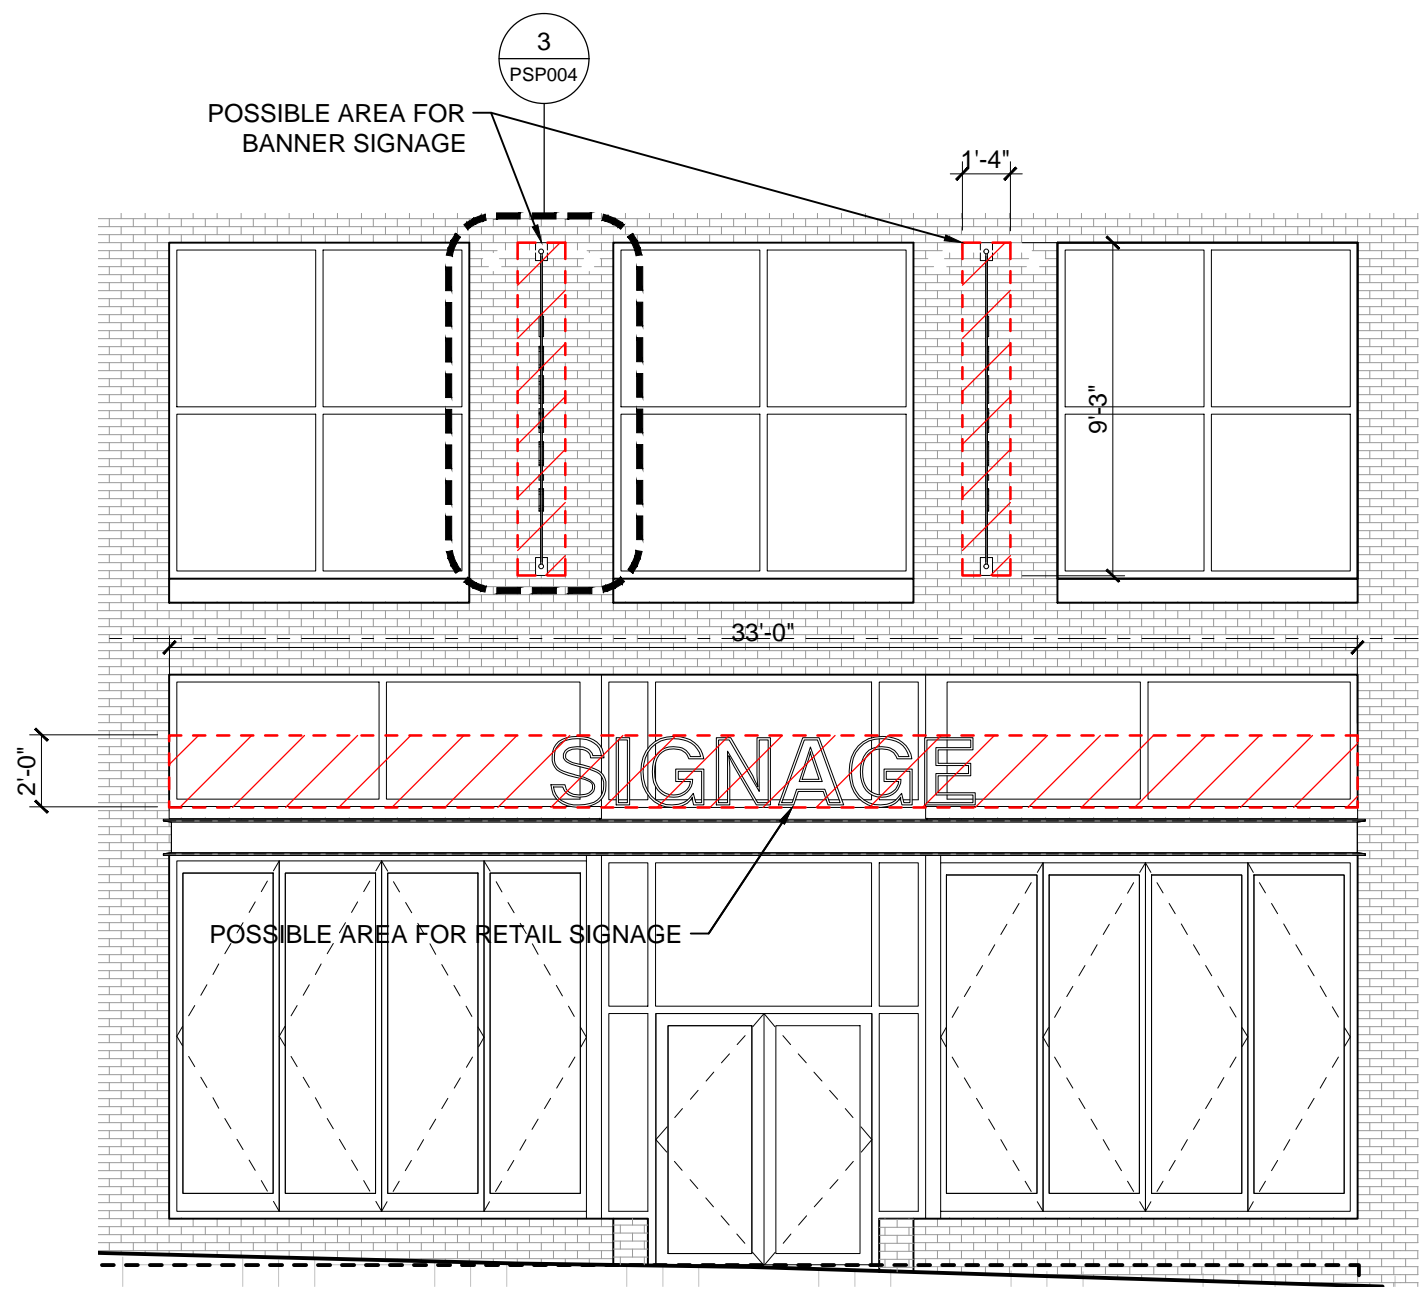 3
PSP004
POSSIBLE AREA FOR
BANNER SIGNAGE
1'-4"
9'-3"
33'-0"
2'-0"
SIGNAGE
POSSIBLE AREA FOR RETAIL SIGNAGE